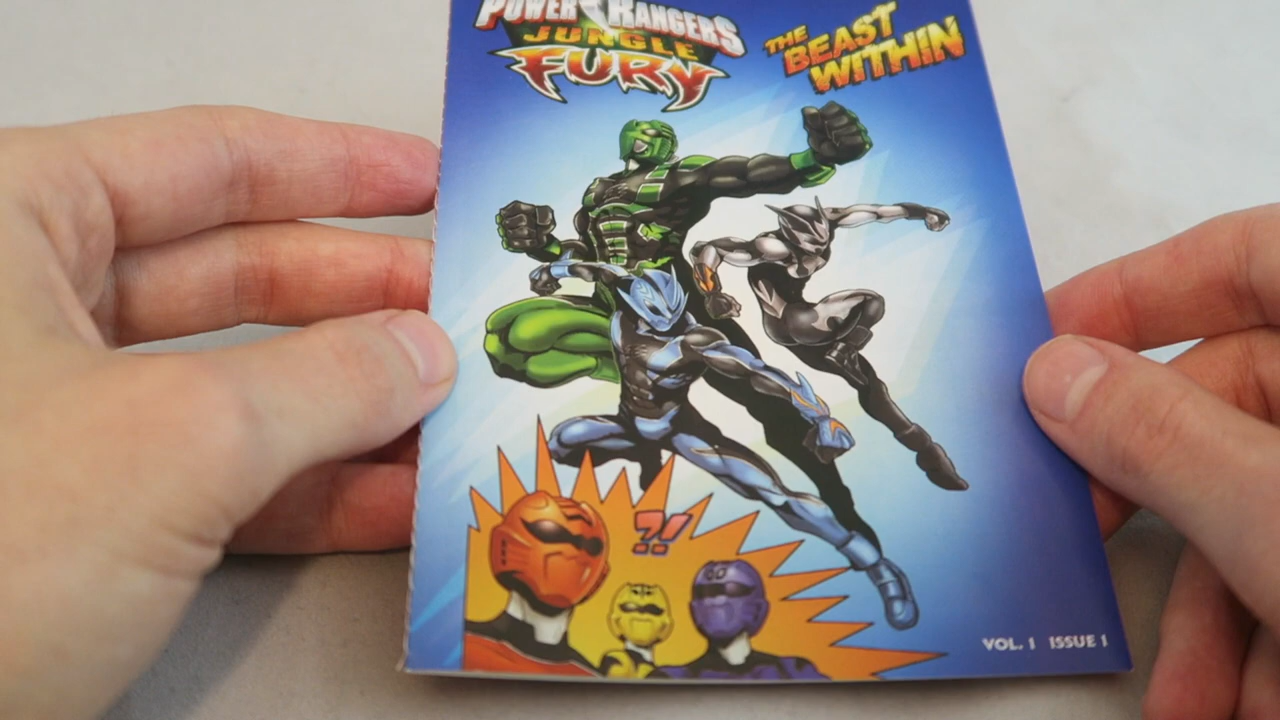 POWER RANGERS
JUNGLE
FURY
THE
BEAST
WITHIN
?!
VOL. 1 ISSUE 1